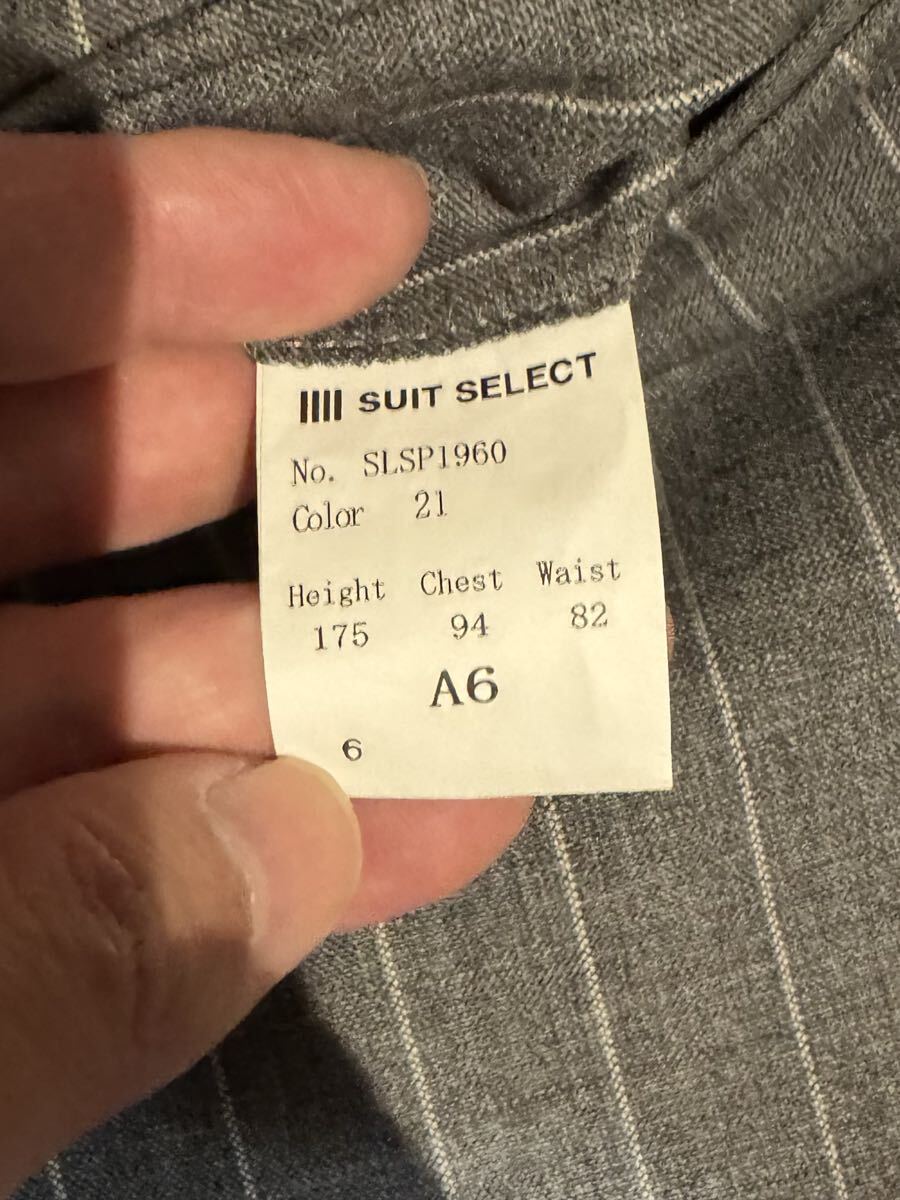 SUIT SELECT
No. SLSP1960
Color 21
Height Chest Waist
175 94 82
A6
6